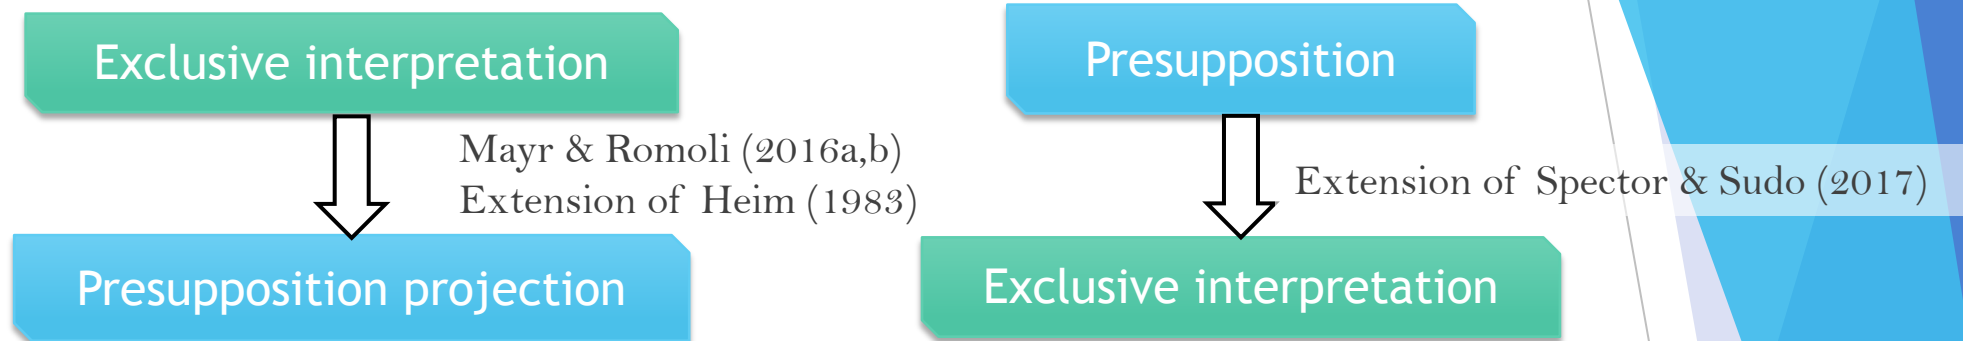 Exclusive interpretation
Mayr & Romoli (2016a,b)
Extension of Heim (1983)
Presupposition projection
Presupposition
Extension of Spector & Sudo (2017)
Exclusive interpretation